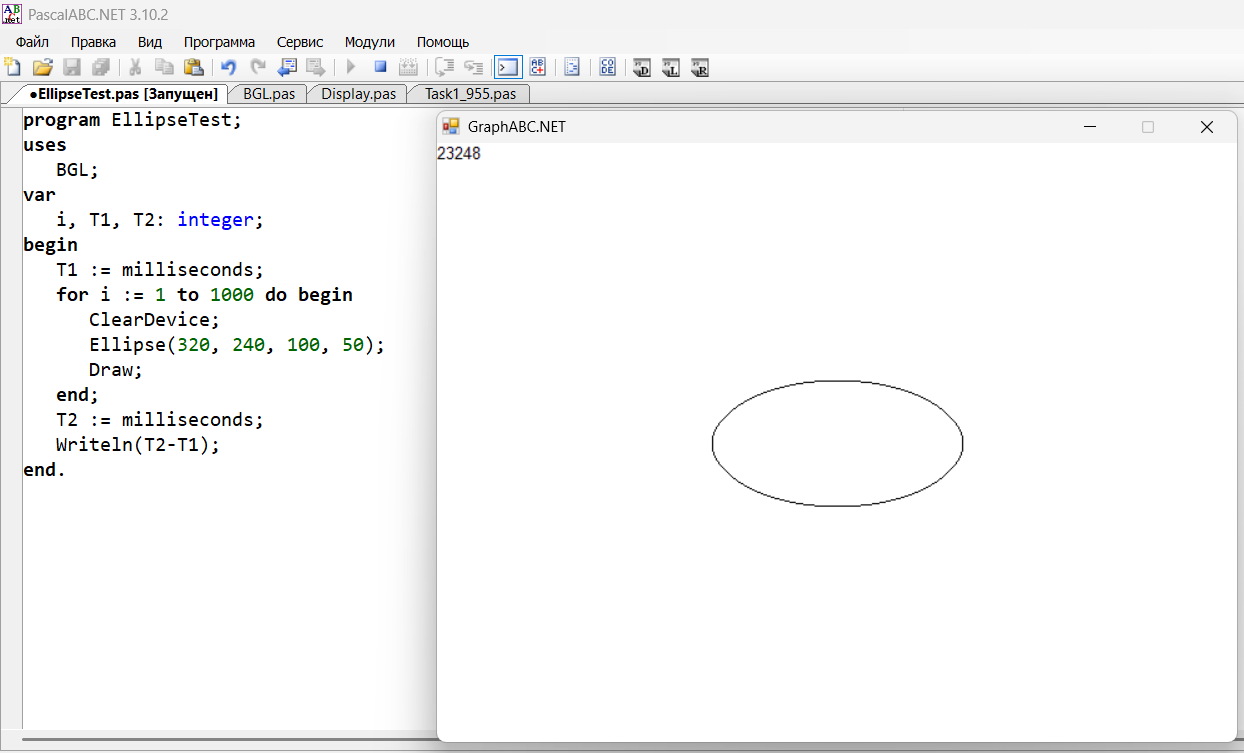 PascalABC.NET 3.10.2
Файл Правка Вид Программа Сервис Модули Помощь
•EllipseTest.pas [Запущен] BGL.pas Display.pas Task1_955.pas
program EllipseTest;
uses
BGL;
var
i, T1, T2: integer;
begin
T1 := milliseconds;
for i := 1 to 1000 do begin
ClearDevice;
Ellipse(320, 240, 100, 50);
Draw;
end;
T2 := milliseconds;
Writeln(T2-T1);
end.
GraphABC.NET
23248